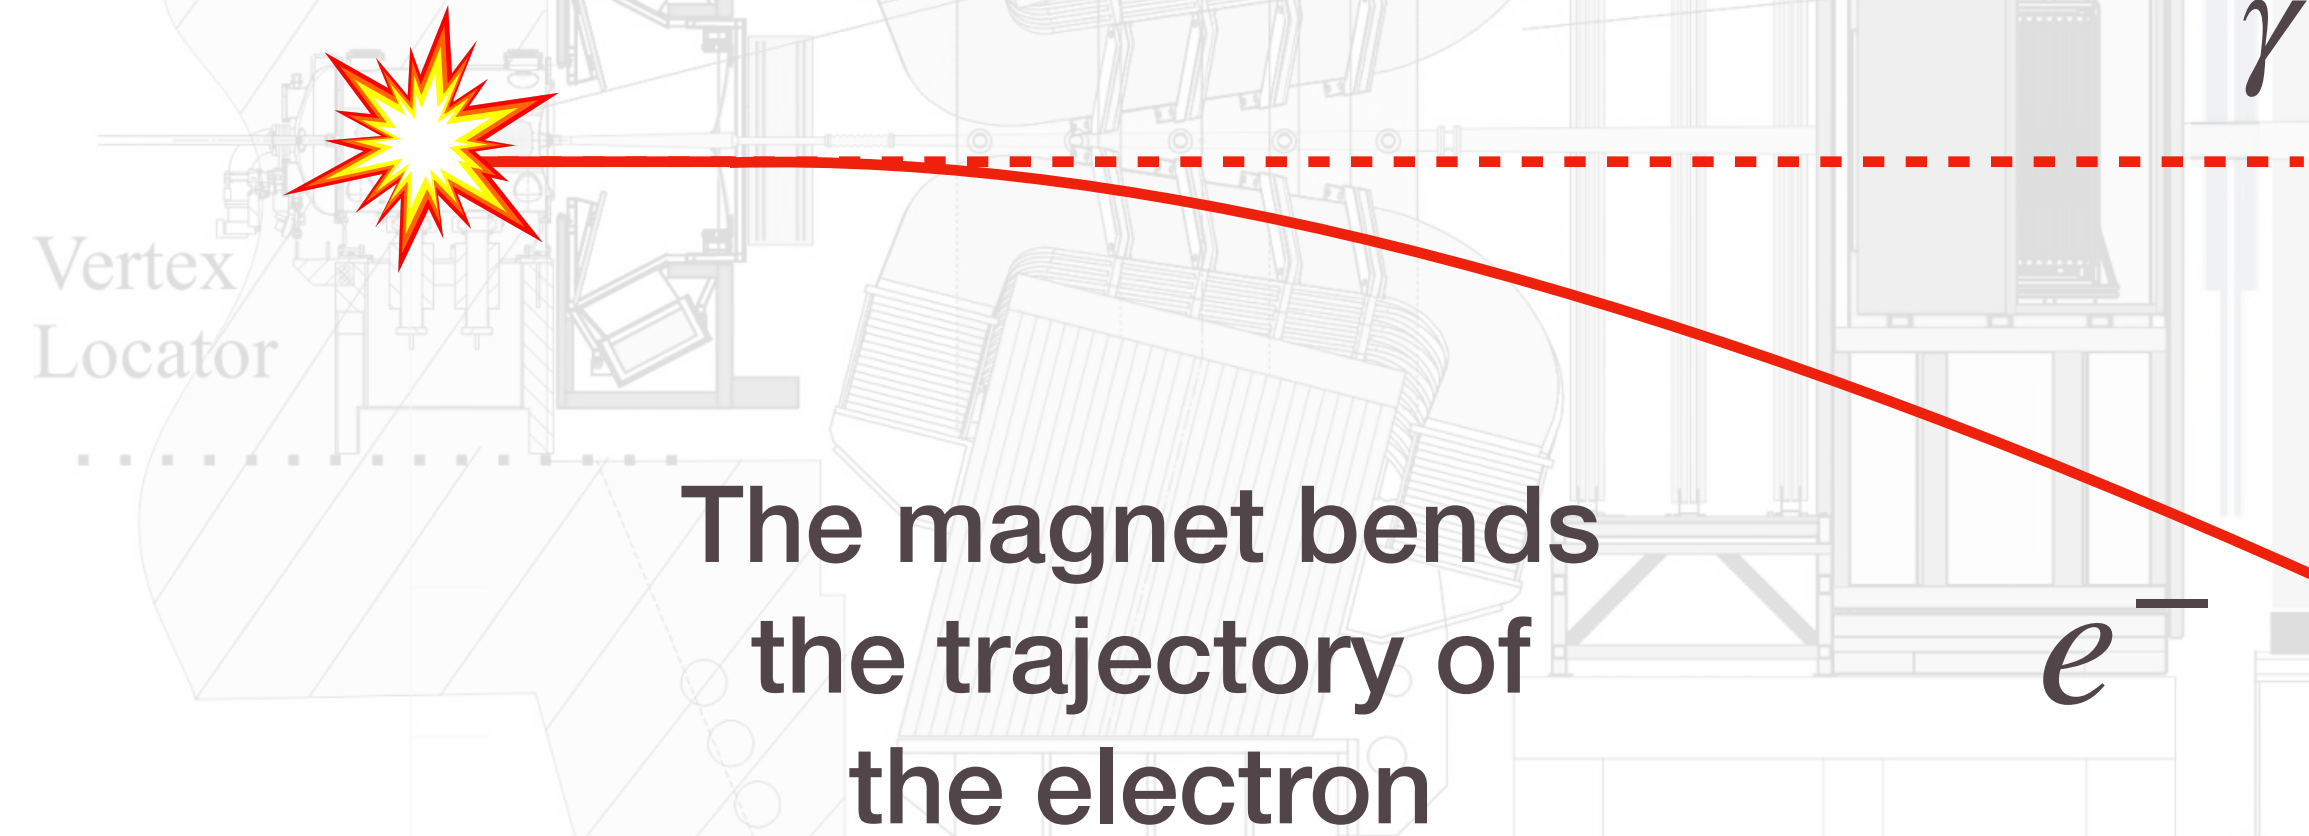 γ
Vertex
Locator
The magnet bends
the trajectory of
the electron
e⁻